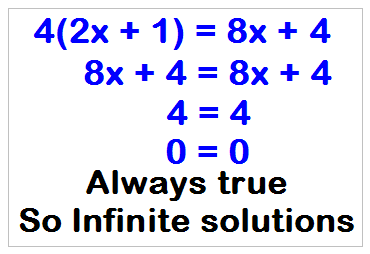 4(2x + 1) = 8x + 4
8x + 4 = 8x + 4
4 = 4
0 = 0
Always true
So Infinite solutions